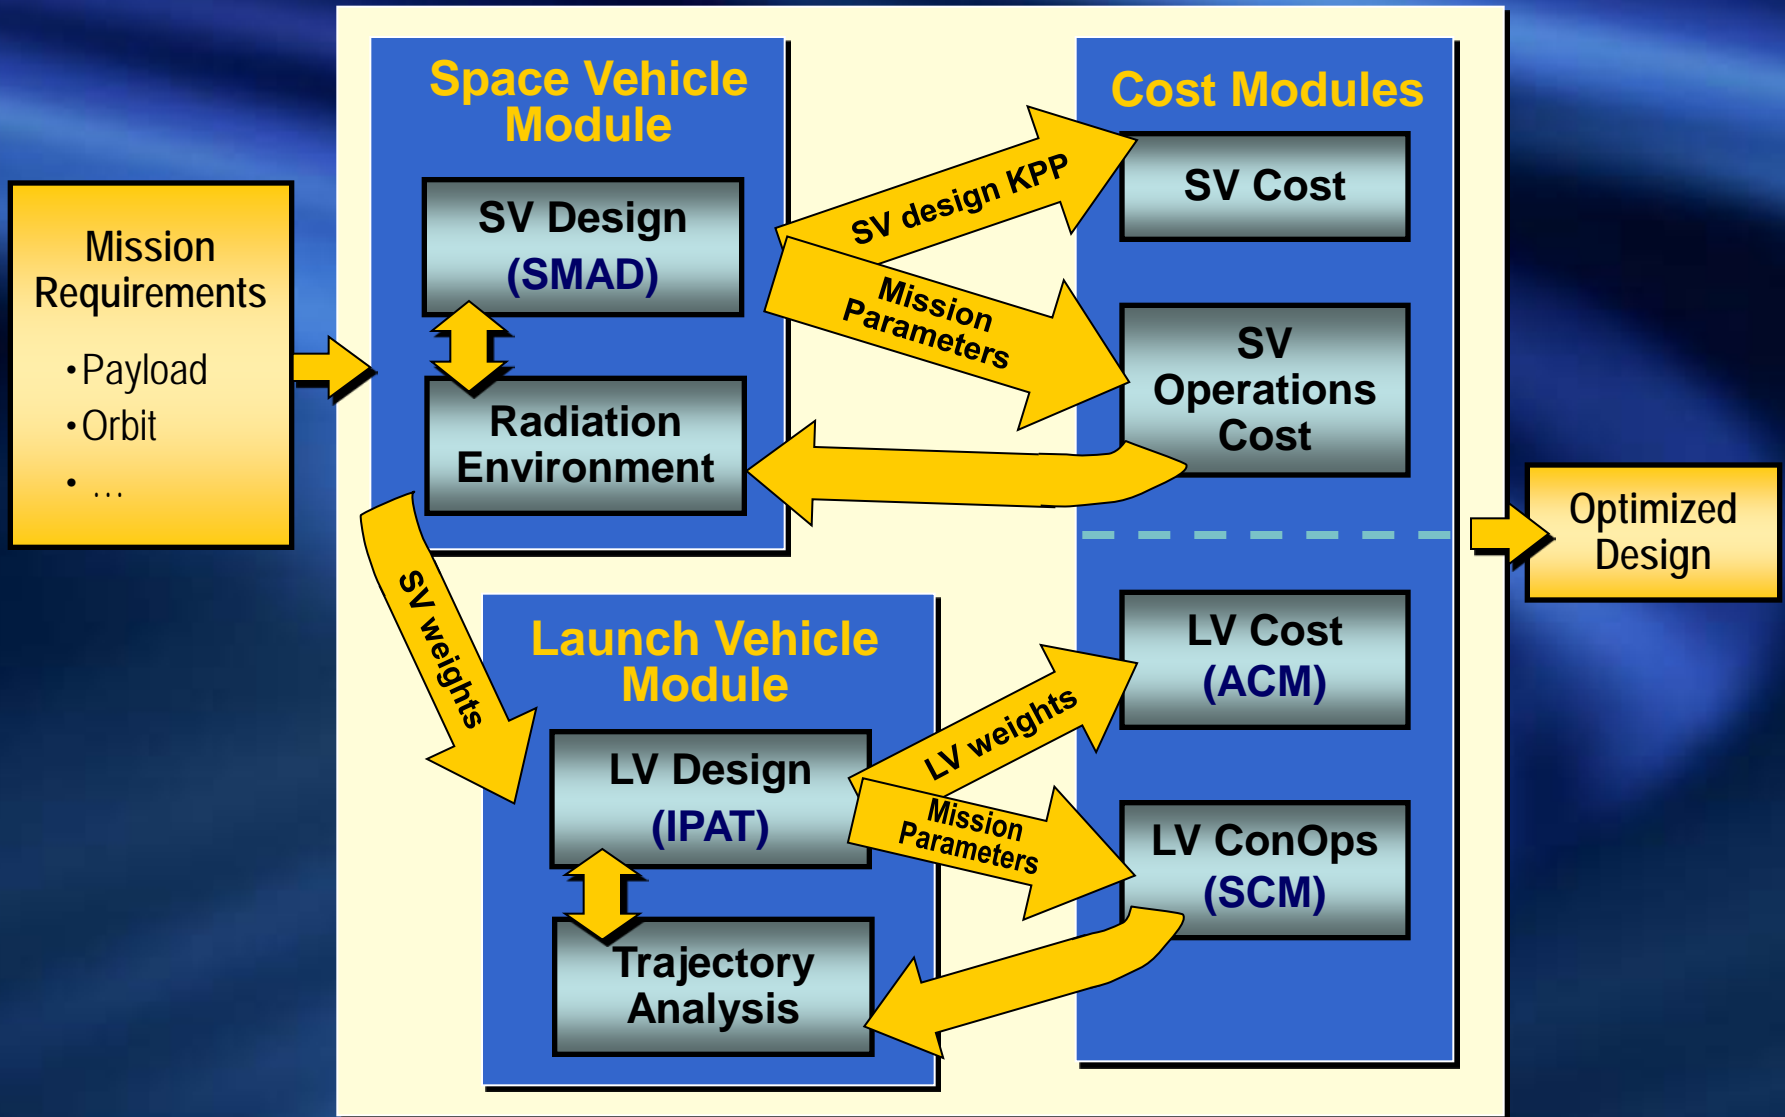 Mission
Requirements
•Payload
•Orbit
• ...
Space Vehicle
Module
SV Design
(SMAD)
Radiation
Environment
SV design KPP
Mission
Parameters
Cost Modules
SV Cost
SV
Operations
Cost
SV weights
Launch Vehicle
Module
LV Design
(IPAT)
Trajectory
Analysis
LV weights
Mission
Parameters
LV Cost
(ACM)
LV ConOps
(SCM)
Optimized
Design